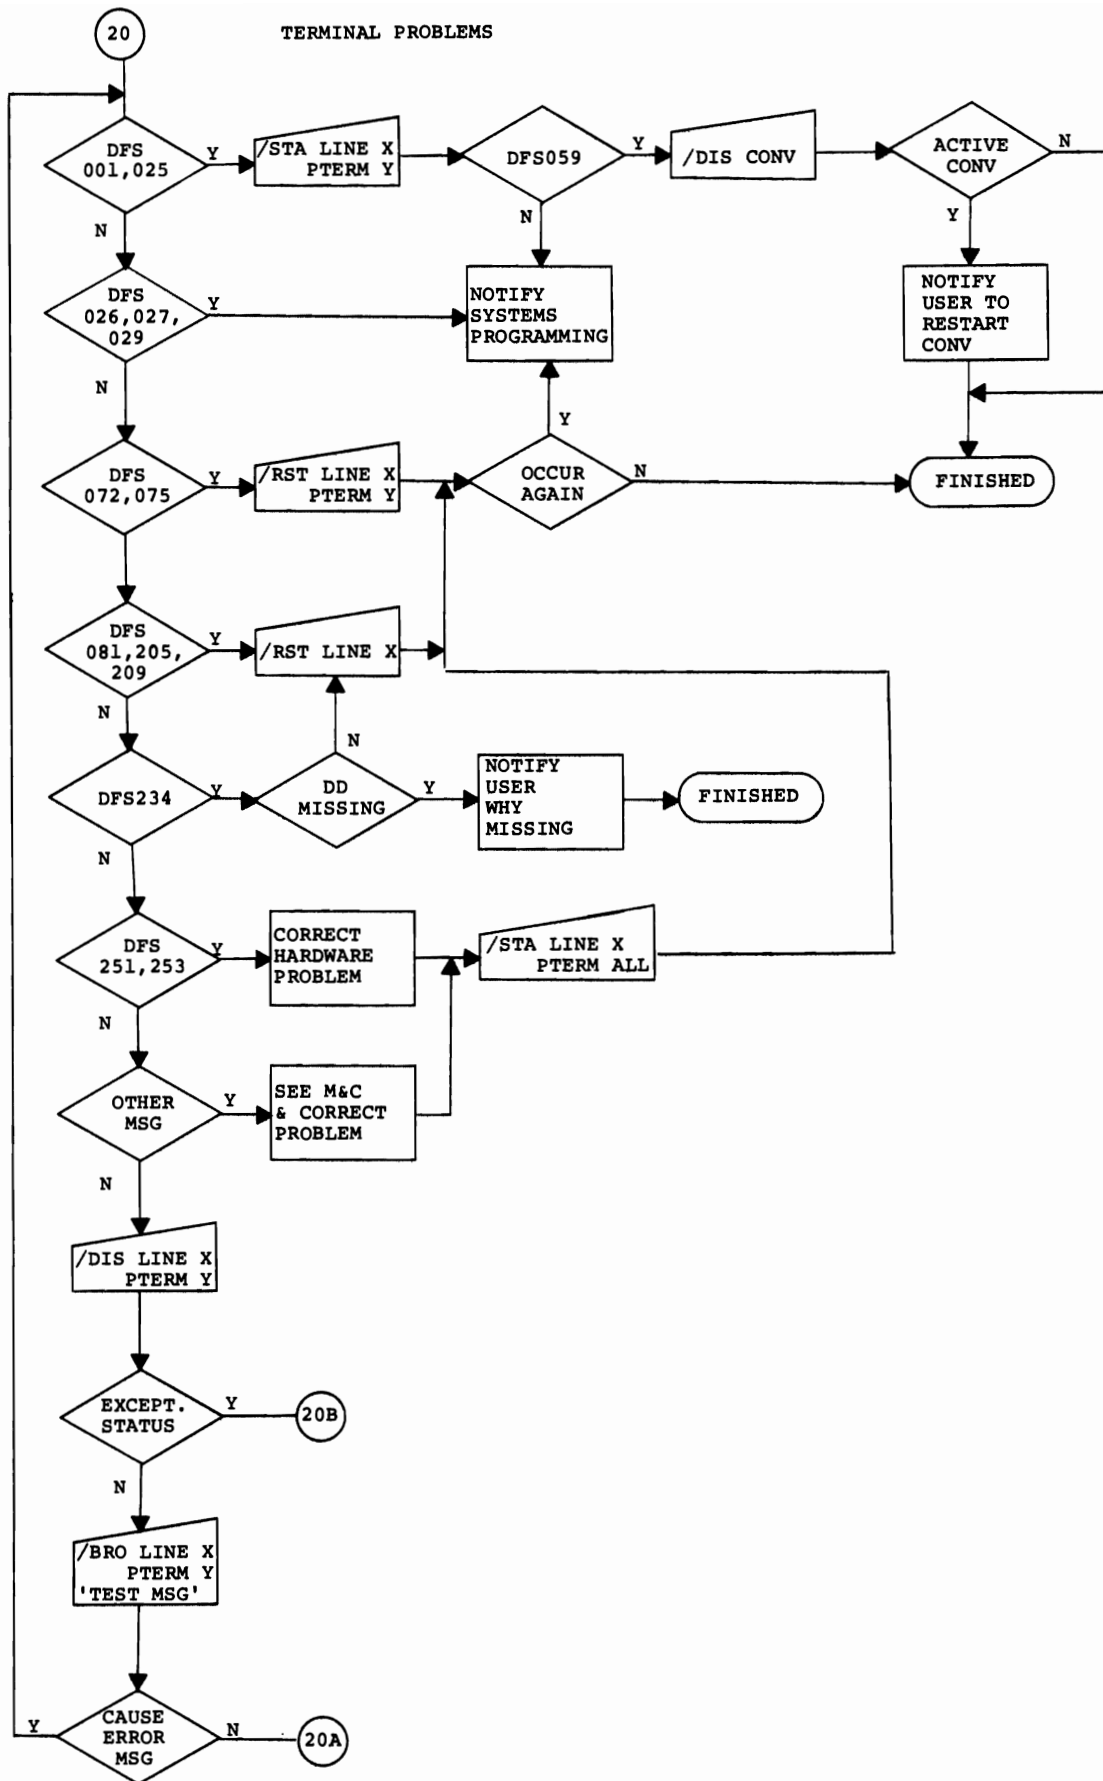 20
TERMINAL PROBLEMS
DFS
001,025
Y
/STA LINE X
PTERM Y
DFS059
Y
/DIS CONV
ACTIVE
CONV
N
N
N
Y
DFS
026,027,
029
Y
NOTIFY
SYSTEMS
PROGRAMMING
NOTIFY
USER TO
RESTART
CONV
N
Y
DFS
072,075
Y
/RST LINE X
PTERM Y
OCCUR
AGAIN
N
FINISHED
DFS
081,205,
209
Y
/RST LINE X
N
N
DFS234
Y
DD
MISSING
Y
NOTIFY
USER
WHY
MISSING
FINISHED
N
DFS
251,253
Y
CORRECT
HARDWARE
PROBLEM
/STA LINE X
PTERM ALL
N
OTHER
MSG
Y
SEE M&C
& CORRECT
PROBLEM
N
/DIS LINE X
PTERM Y
EXCEPT.
STATUS
Y
20B
N
/BRO LINE X
PTERM Y
'TEST MSG'
Y
CAUSE
ERROR
MSG
N
20A